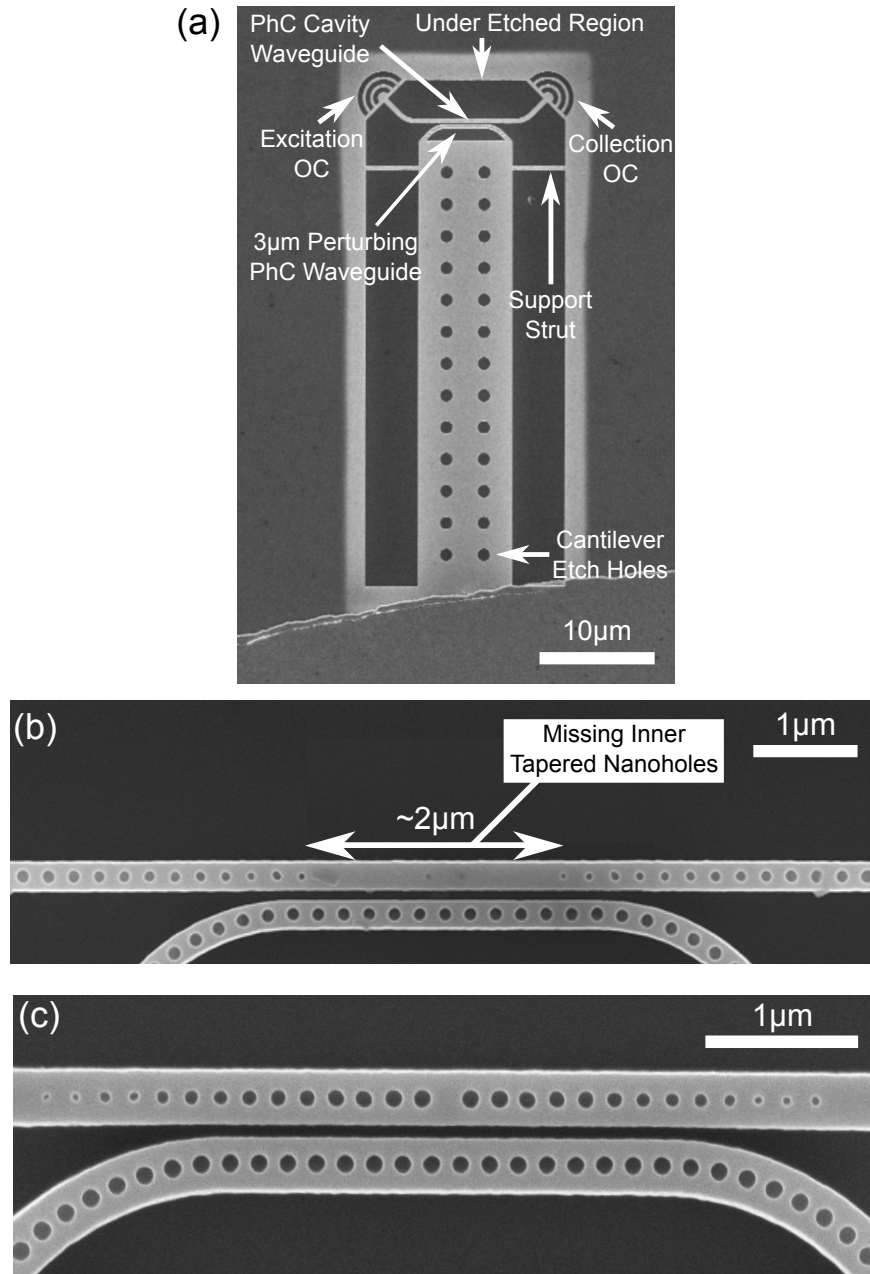 (a)
PhC Cavity
Waveguide
Under Etched Region
Excitation
OC
Collection
OC
3µm Perturbing
PhC Waveguide
Support
Strut
Cantilever
Etch Holes
10µm
(b)
Missing Inner
Tapered Nanoholes
1µm
~2µm
(c)
1µm